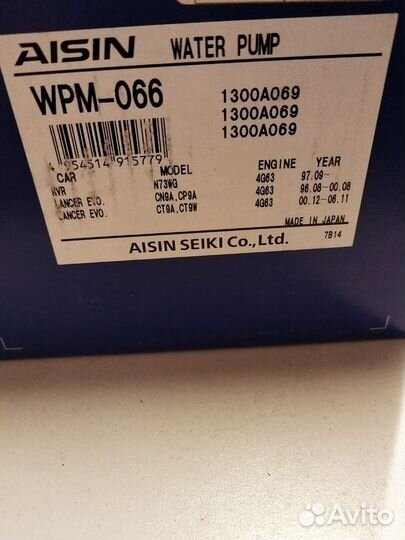 AISIN WATER PUMP
WPM-066 1300A069
1300A069
1300A069
4 954514 915779
CAR MODEL ENGINE YEAR
RVR N73WG 4G63 97.09~
LANCER EVO. CN9A,CP9A 4G63 96.08~00.08
LANCER EVO. CT9A,CT9W 4G63 00.12~06.11
MADE IN JAPAN
AISIN SEIKI Co.,Ltd.
7B14
Avito